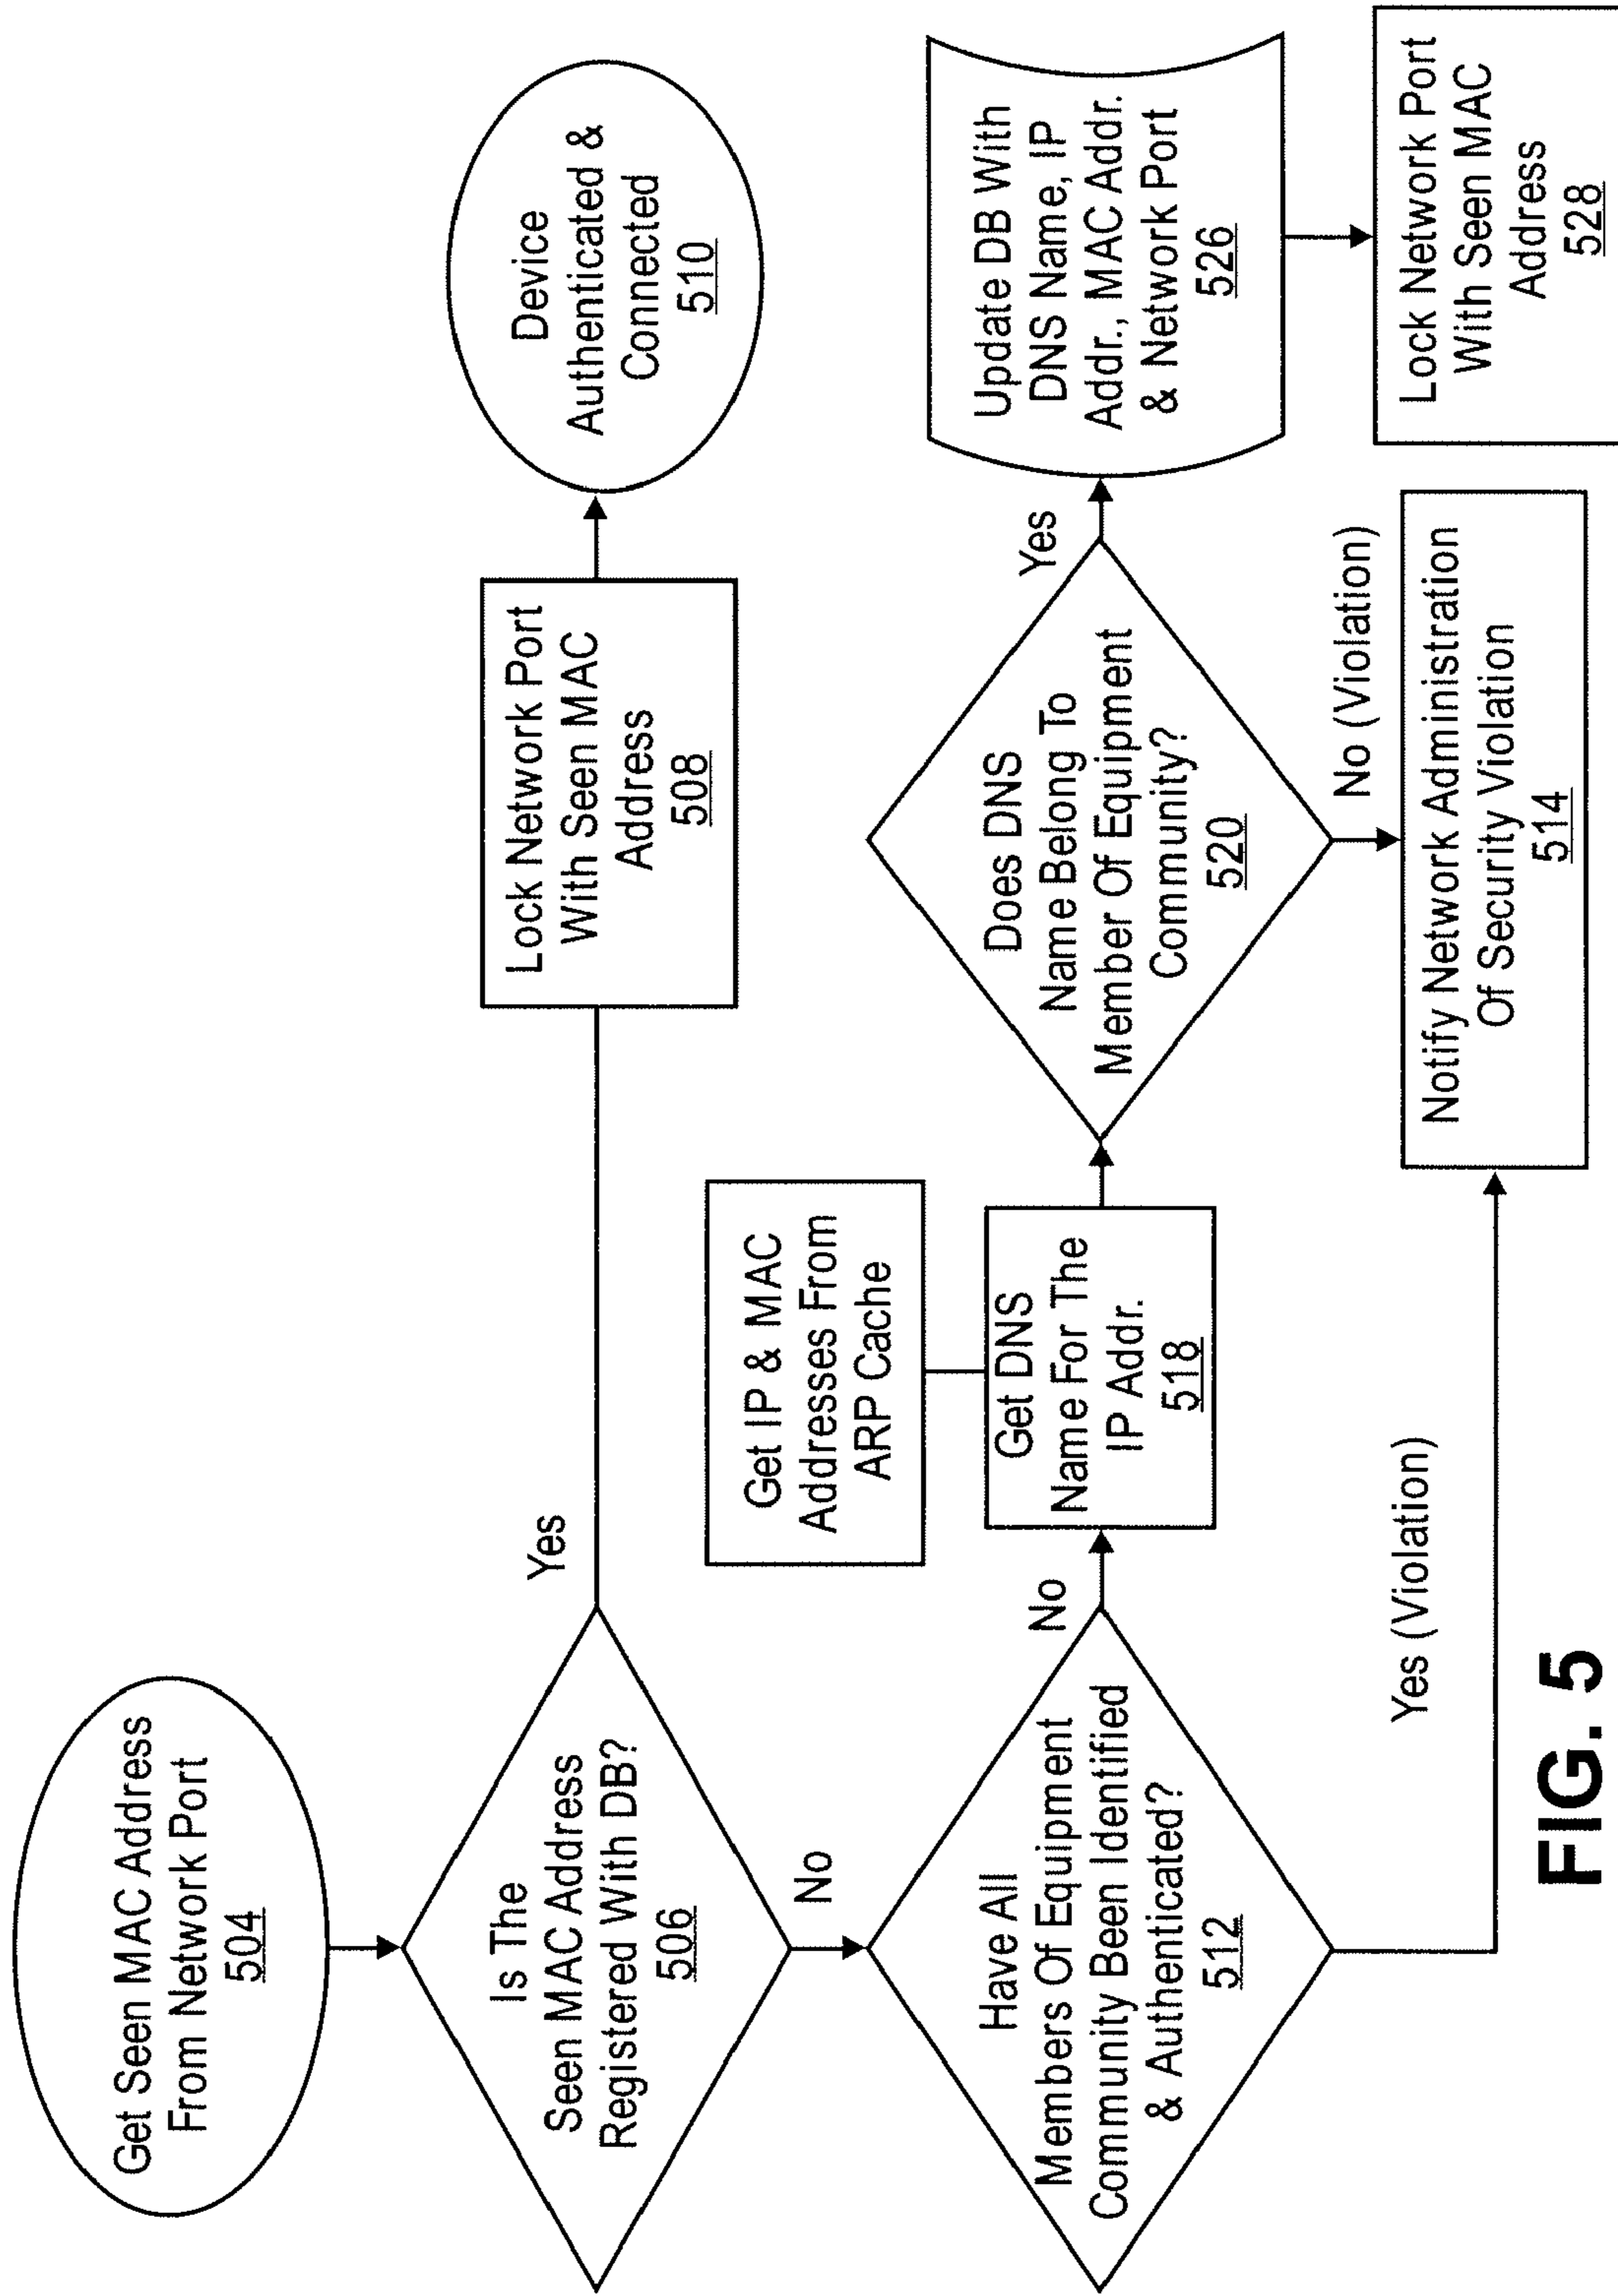 Get Seen MAC Address
From Network Port
504
Is The
Seen MAC Address
Registered With DB?
506
Yes
Lock Network Port
With Seen MAC
Address
508
Device
Authenticated &
Connected
510
No
Have All
Members Of Equipment
Community Been Identified
& Authenticated?
512
No
Get IP & MAC
Addresses From
ARP Cache
Get DNS
Name For The
IP Addr.
518
Does DNS
Name Belong To
Member Of Equipment
Community?
520
Yes
Update DB With
DNS Name, IP
Addr., MAC Addr.
& Network Port
526
Yes (Violation)
No (Violation)
Notify Network Administration
Of Security Violation
514
Lock Network Port
With Seen MAC
Address
528
FIG. 5